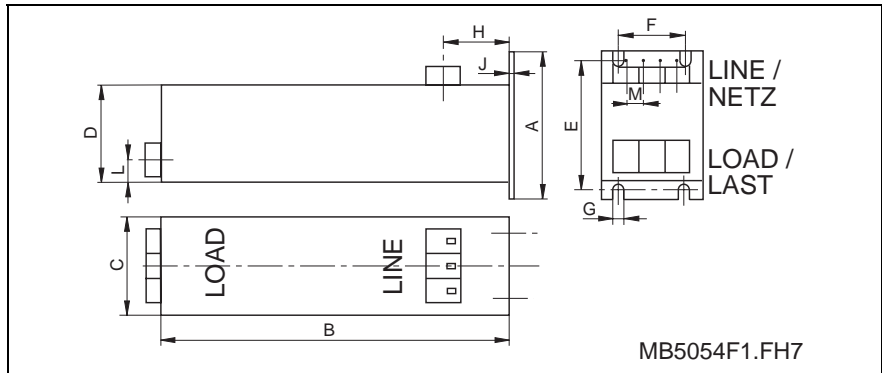 H
F
J
LINE /
NETZ
M
D
A
E
L
LOAD /
LAST
G
C
LOAD
LINE
B
MB5054F1.FH7